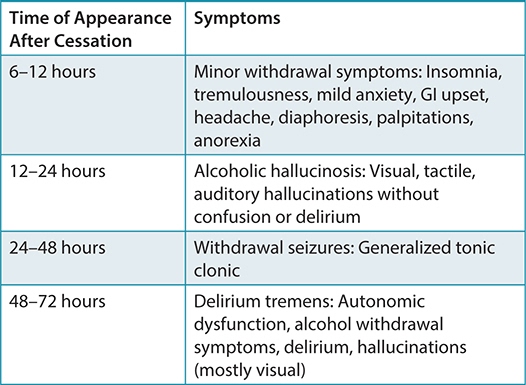 Time of Appearance
After Cessation
Symptoms
6–12 hours
Minor withdrawal symptoms: Insomnia,
tremulousness, mild anxiety, GI upset,
headache, diaphoresis, palpitations,
anorexia
12–24 hours
Alcoholic hallucinosis: Visual, tactile,
auditory hallucinations without
confusion or delirium
24–48 hours
Withdrawal seizures: Generalized tonic
clonic
48–72 hours
Delirium tremens: Autonomic
dysfunction, alcohol withdrawal
symptoms, delirium, hallucinations
(mostly visual)